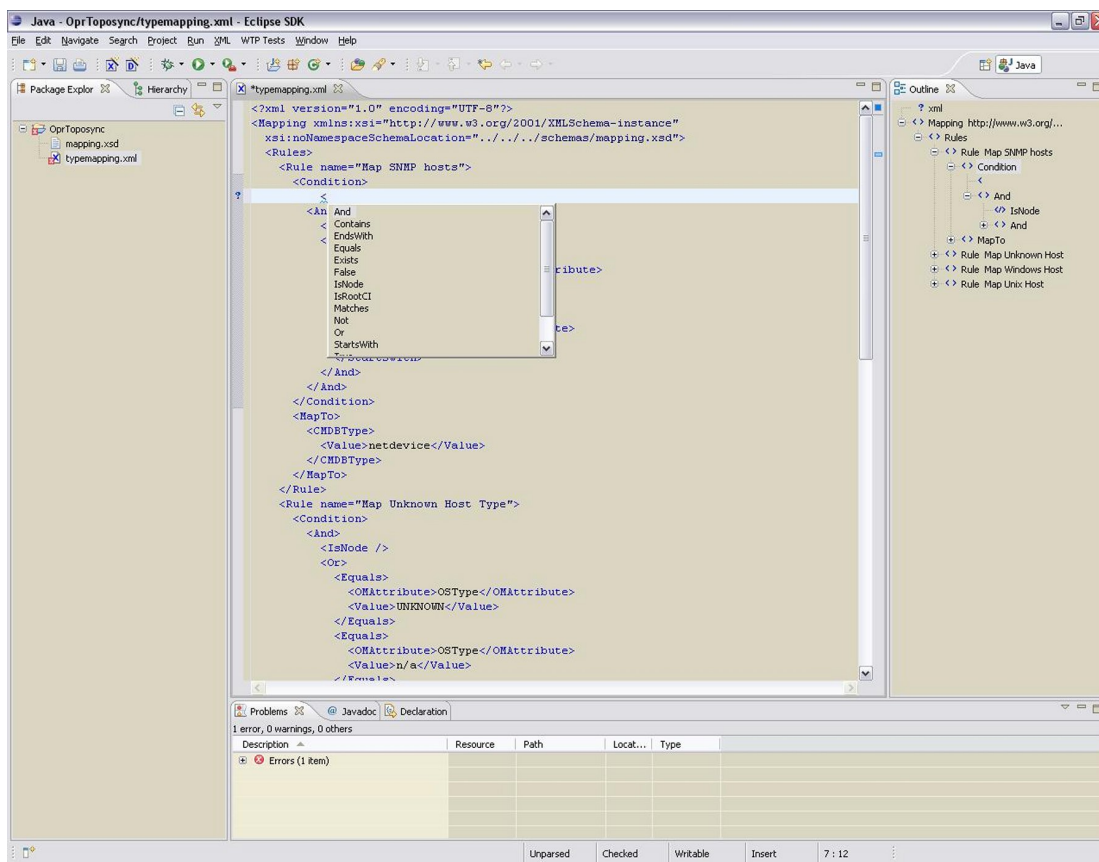 Java - OprToposync/typemapping.xml - Eclipse SDK
File Edit Navigate Search Project Run XML WTP Tests Window Help
Java
Package Explor Hierarchy
OprToposync
mapping.xsd
typemapping.xml
*typemapping.xml
<?xml version="1.0" encoding="UTF-8"?>
<Mapping xmlns:xsi="http://www.w3.org/2001/XMLSchema-instance"
xsi:noNamespaceSchemaLocation="../../../schemas/mapping.xsd">
<Rules>
<Rule name="Map SNMP hosts">
<Condition>
<
<An
<
<
And
Contains
EndsWith
Equals
Exists
False
IsNode
IsRootCI
Matches
Not
Or
StartsWith
ribute>
te>
</And>
</And>
</Condition>
<MapTo>
<CMDBType>
<Value>netdevice</Value>
</CMDBType>
</MapTo>
</Rule>
<Rule name="Map Unknown Host Type">
<Condition>
<And>
<IsNode />
<Or>
<Equals>
<OMAttribute>OSType</OMAttribute>
<Value>UNKNOWN</Value>
</Equals>
<Equals>
<OMAttribute>OSType</OMAttribute>
<Value>n/a</Value>
</Equals>
Outline
? xml
Mapping http://www.w3.org/...
Rules
Rule Map SNMP hosts
Condition
<
And
IsNode
And
MapTo
Rule Map Unknown Host
Rule Map Windows Host
Rule Map Unix Host
Problems @ Javadoc Declaration
1 error, 0 warnings, 0 others
Description Resource Path Locat... Type
Errors (1 item)
Unparsed Checked Writable Insert 7 : 12